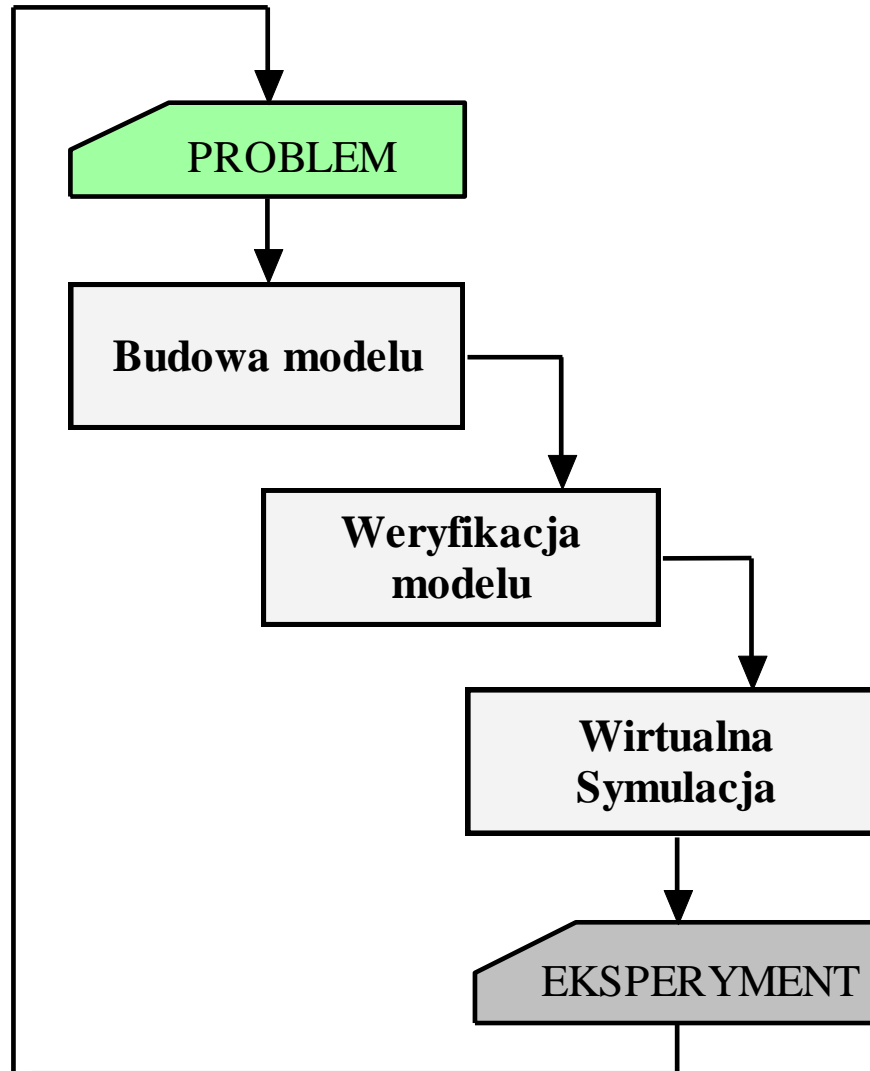 PROBLEM
Budowa modelu
Weryfikacja
modelu
Wirtualna
Symulacja
EKSPERYMENT